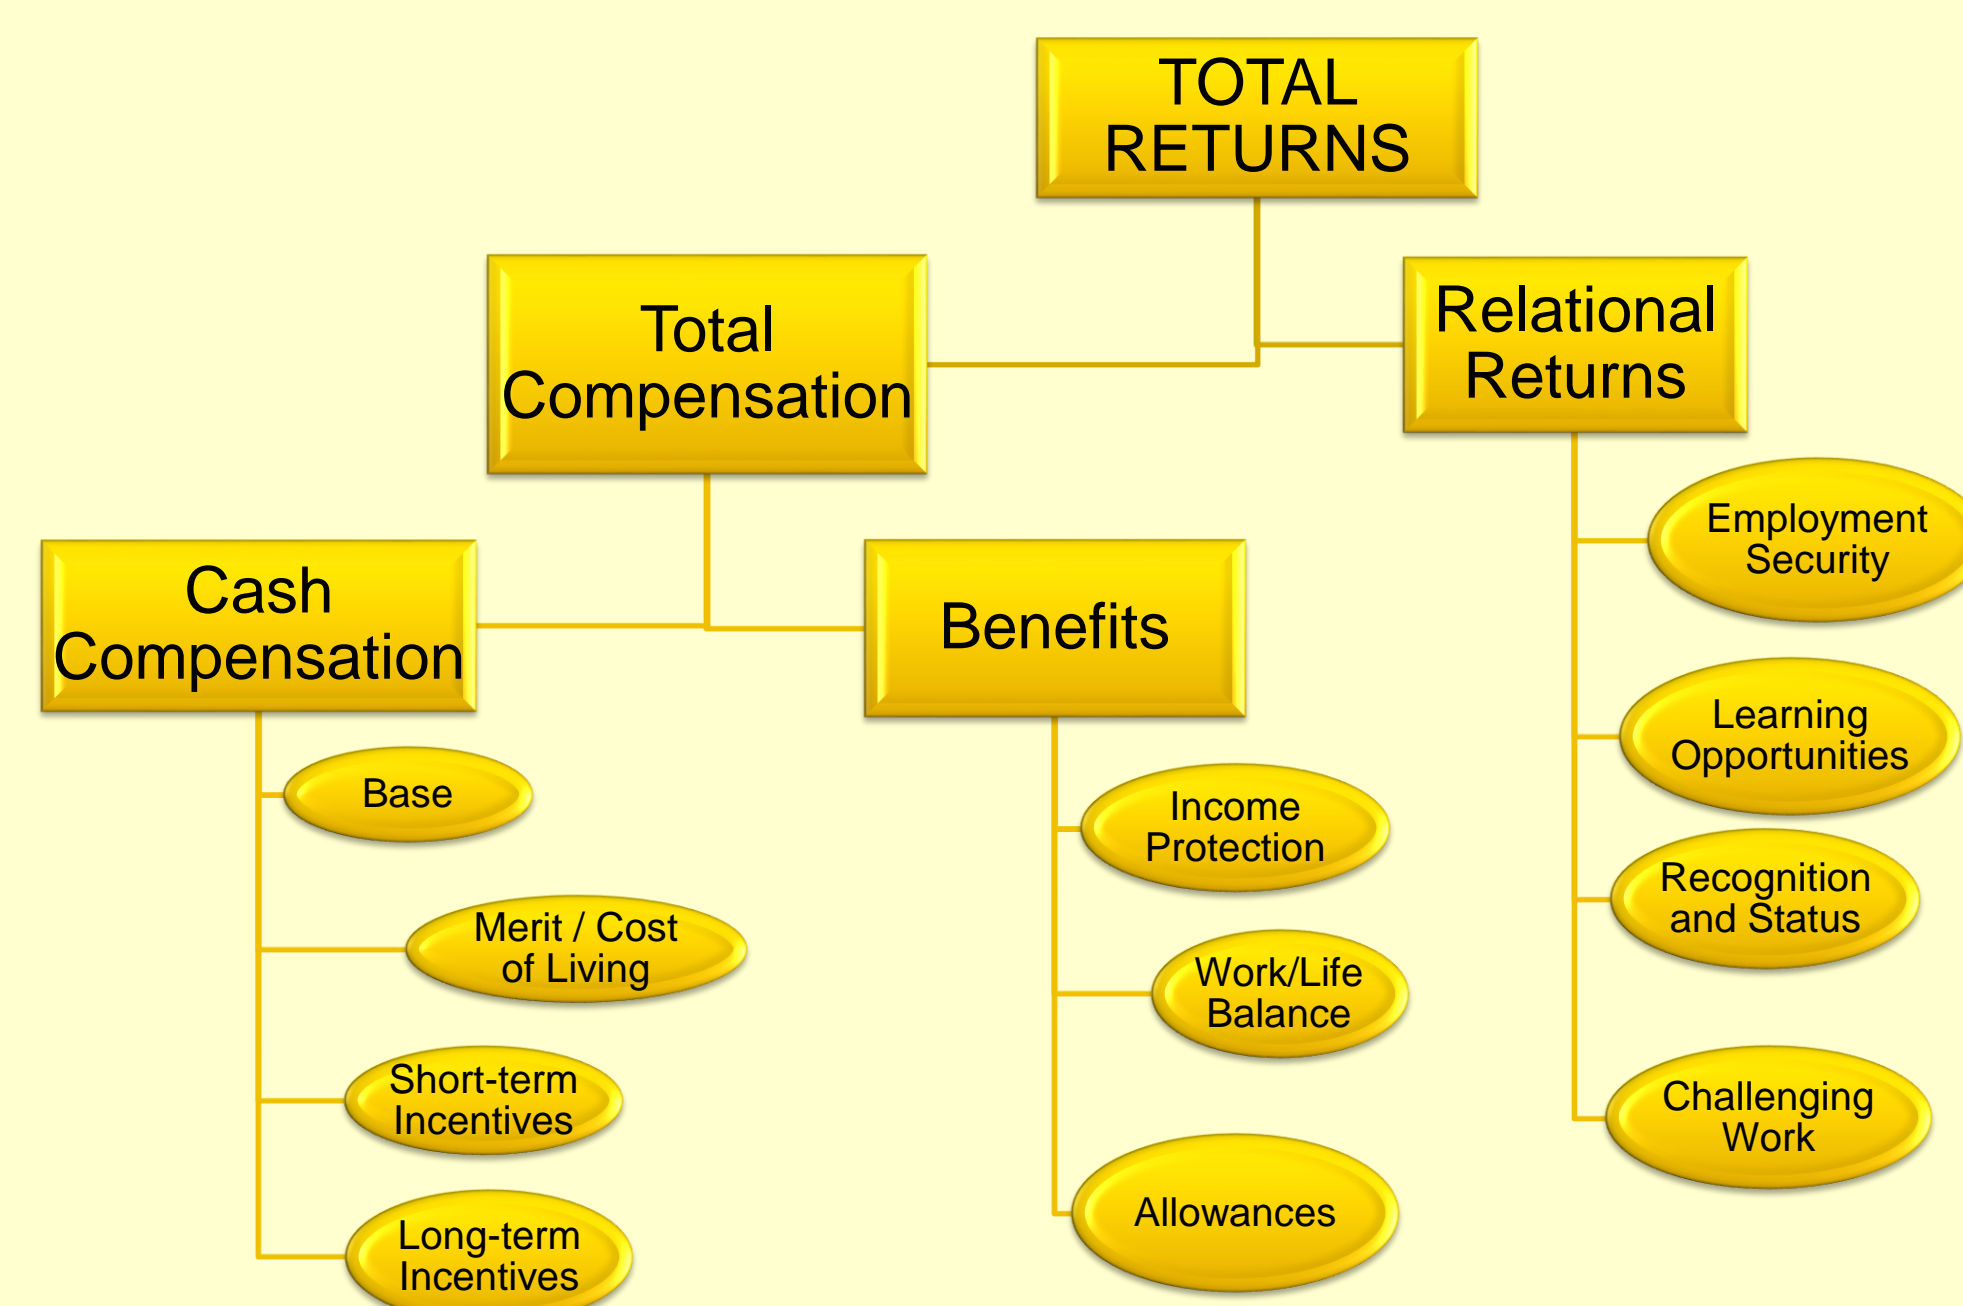 TOTAL
RETURNS
Total
Compensation
Relational
Returns
Cash
Compensation
Benefits
Base
Merit / Cost
of Living
Short-term
Incentives
Long-term
Incentives
Income
Protection
Work/Life
Balance
Allowances
Employment
Security
Learning
Opportunities
Recognition
and Status
Challenging
Work